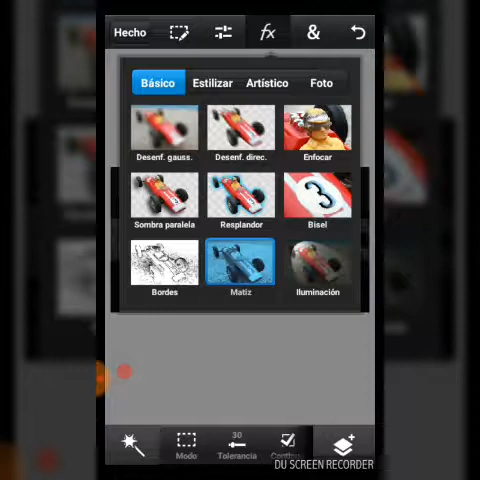 Hecho fx &
Básico Estilizar Artístico Foto
Desenf. gauss. Desenf. direc. Enfocar
Sombra paralela Resplandor Bisel
3
Bordes Matiz Iluminación
30
Modo Tolerancia
DU SCREEN RECORDER